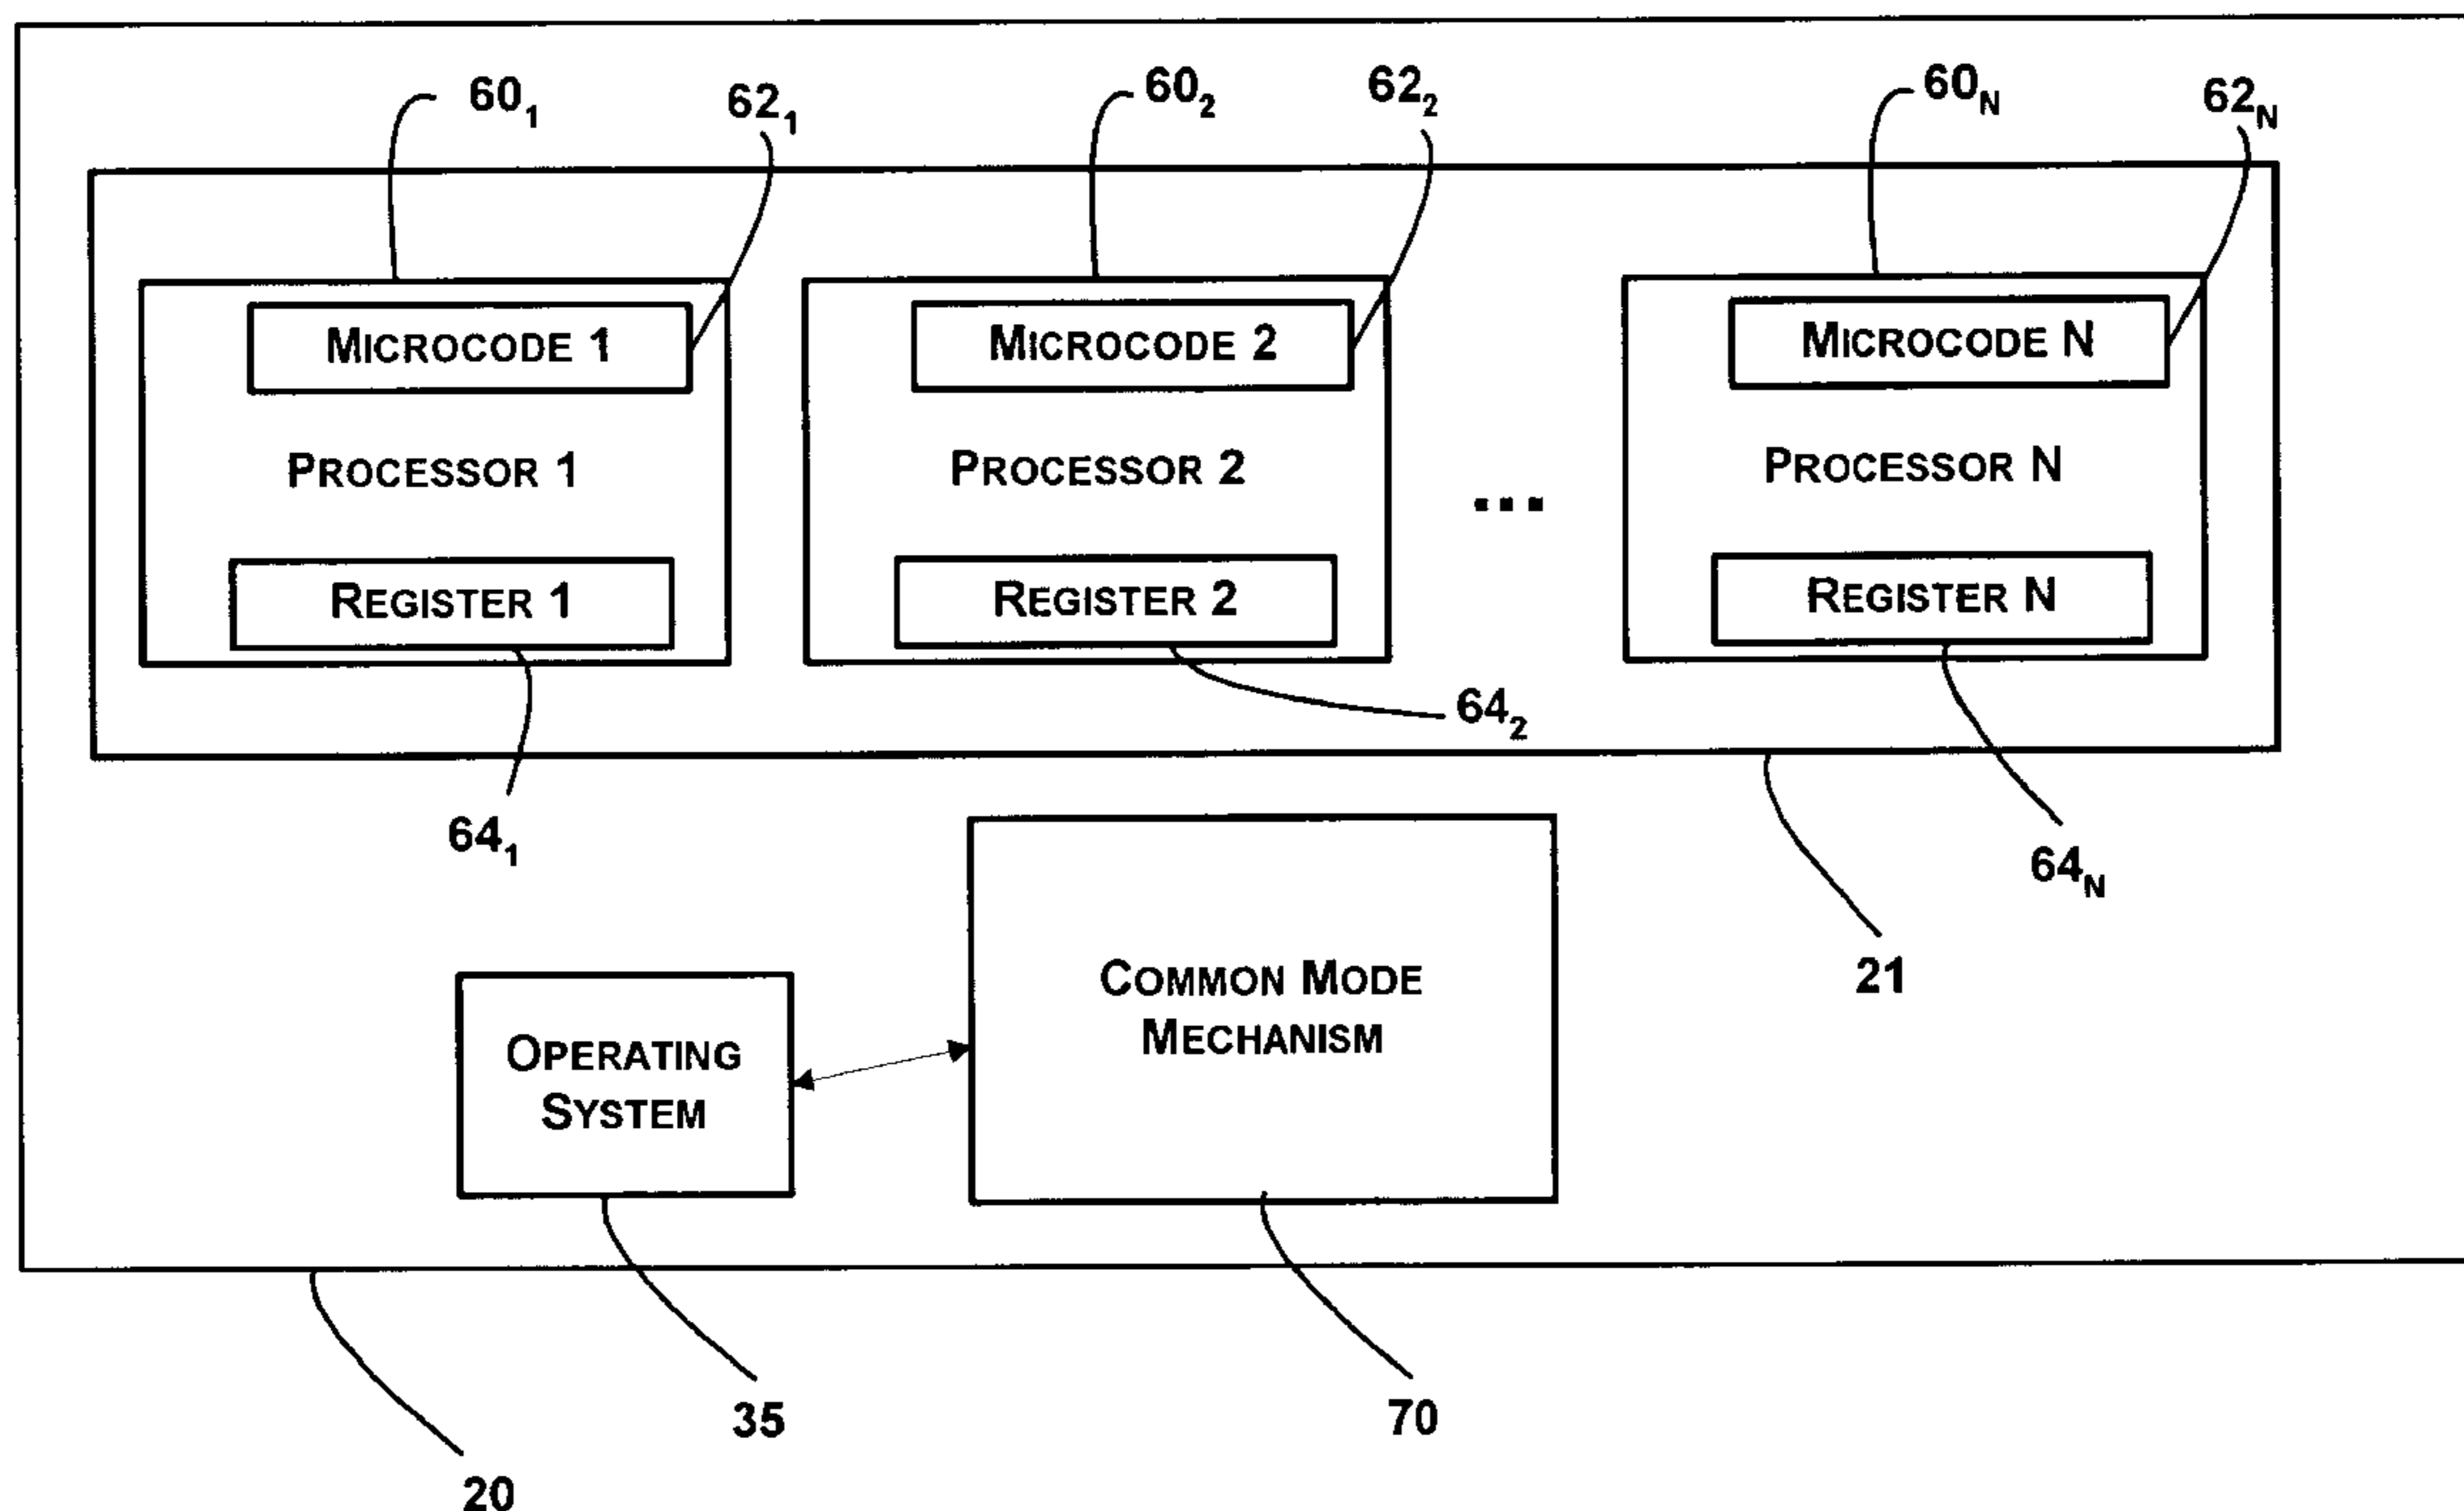 60₁ 62₁ 60₂ 62₂ 60N 62N
MICROCODE 1 MICROCODE 2 MICROCODE N
PROCESSOR 1 PROCESSOR 2 ... PROCESSOR N
REGISTER 1 REGISTER 2 REGISTER N
64₁ 64₂ 64N
21
COMMON MODE
MECHANISM
OPERATING
SYSTEM
35 70
20